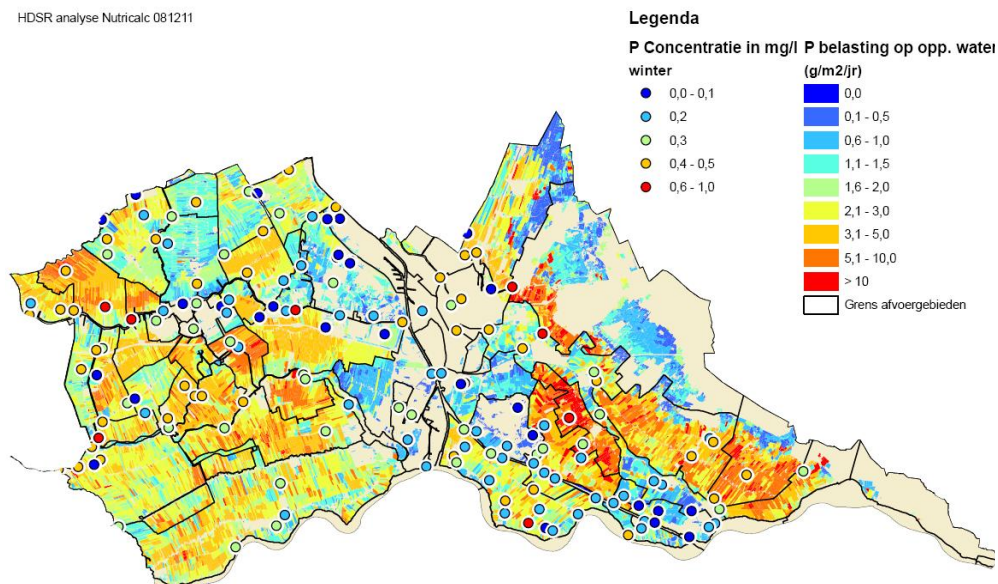 HDSR analyse Nutricalc 081211
Legenda
P Concentratie in mg/l
winter
0,0 - 0,1
0,2
0,3
0,4 - 0,5
0,6 - 1,0
P belasting op opp. water
(g/m2/jr)
0,0
0,1 - 0,5
0,6 - 1,0
1,1 - 1,5
1,6 - 2,0
2,1 - 3,0
3,1 - 5,0
5,1 - 10,0
> 10
Grens afvoergebieden